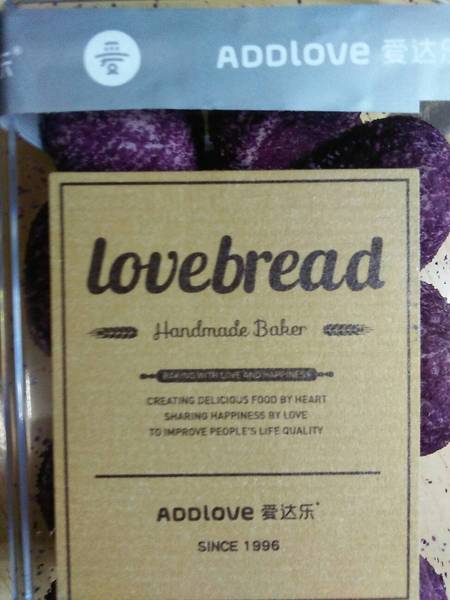 乐
ADDLOVE 爱达乐
lovebread
Handmade Baker
BAKING WITH LOVE AND HAPPINESS
CREATING DELICIOUS FOOD BY HEART
SHARING HAPPINESS BY LOVE
TO IMPROVE PEOPLE'S LIFE QUALITY
ADDLOVE 爱达乐
SINCE 1996